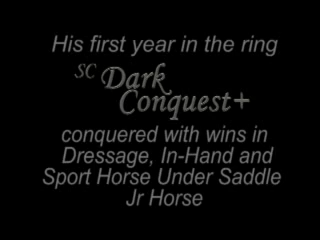 His first year in the ring
SC Dark
Conquest+
conquered with wins in
Dressage, In-Hand and
Sport Horse Under Saddle
Jr Horse